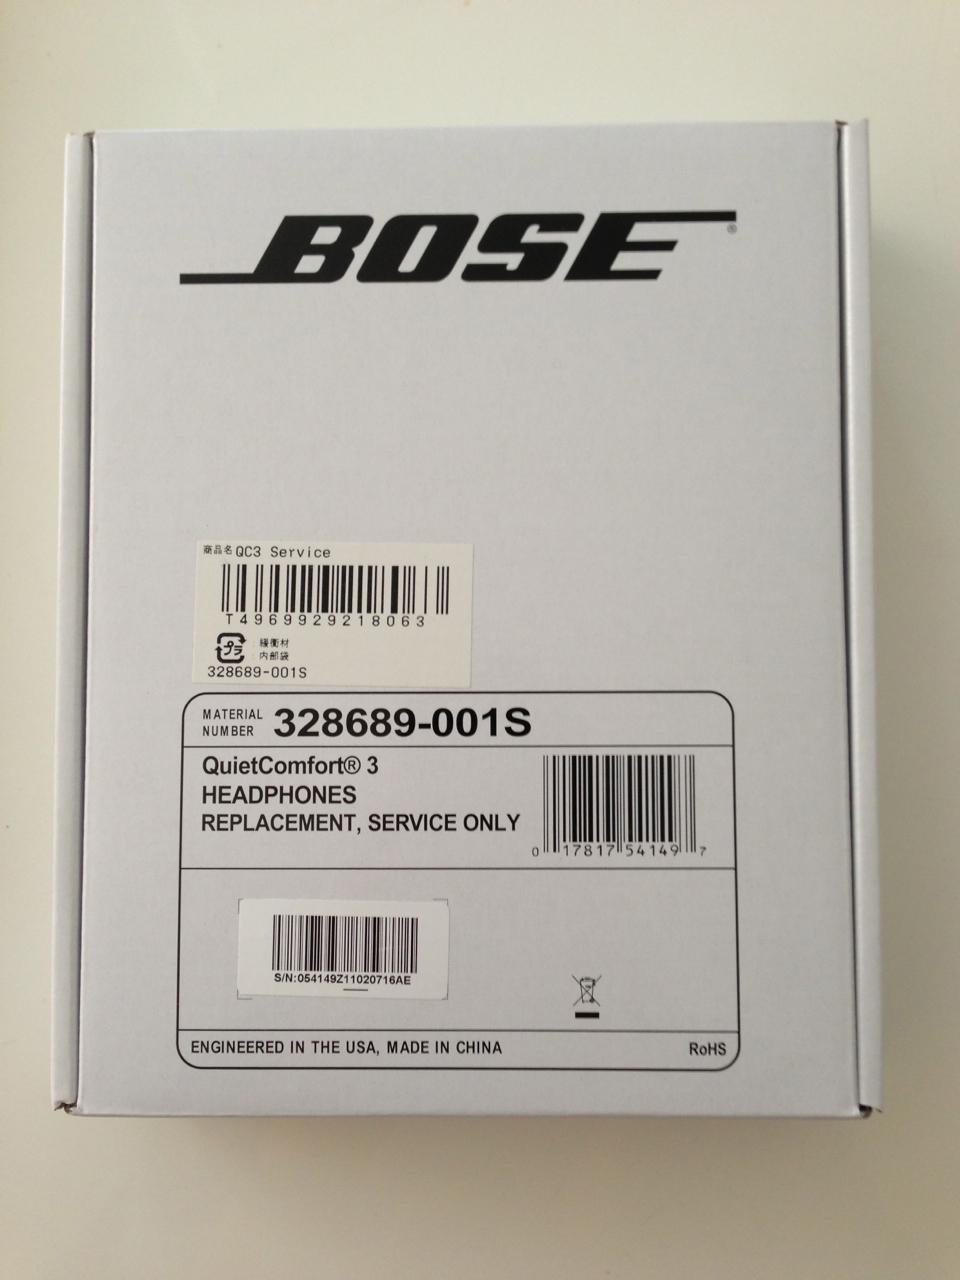 BOSE®
商品名 QC3 Service
T4969929218063
プラ
緩衝材
内部袋
328689-001S
MATERIAL NUMBER 328689-001S
QuietComfort® 3
HEADPHONES
REPLACEMENT, SERVICE ONLY
0 17817 54149 7
S/N:054149Z11020716AE
ENGINEERED IN THE USA, MADE IN CHINA
RoHS